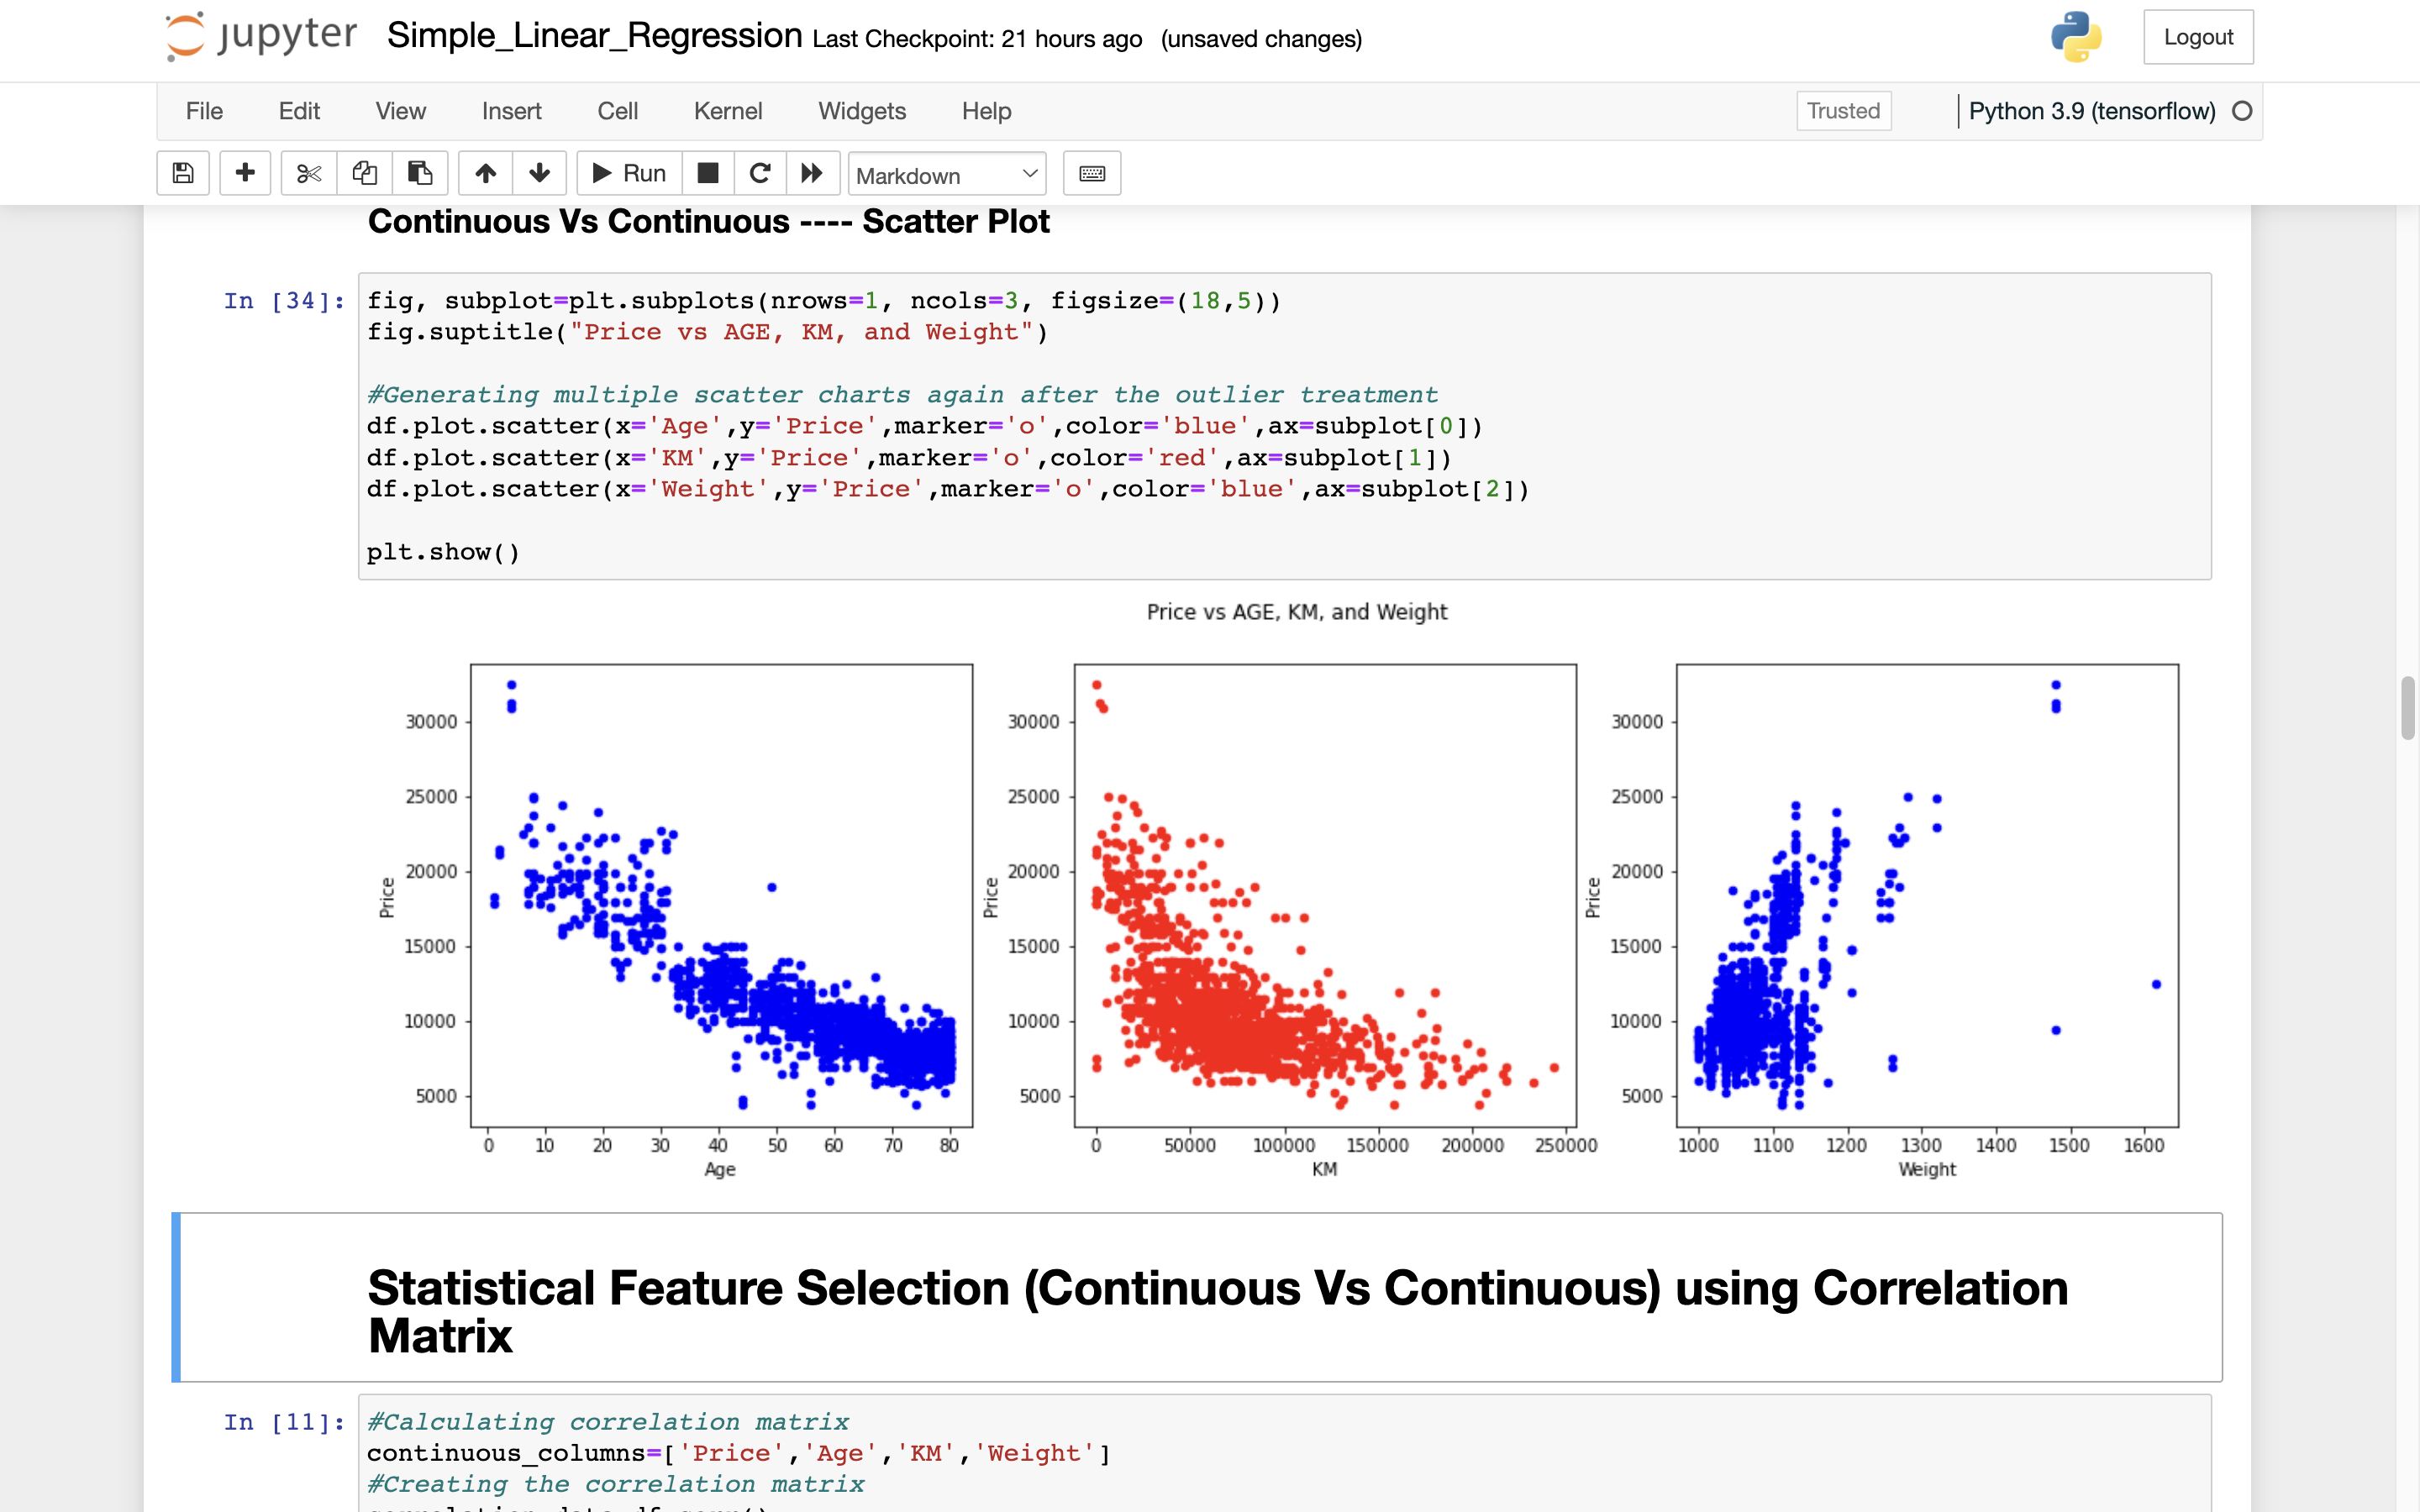 jupyter Simple_Linear_Regression Last Checkpoint: 21 hours ago (unsaved changes) Logout
File Edit View Insert Cell Kernel Widgets Help Trusted Python 3.9 (tensorflow)
Run Markdown
Continuous Vs Continuous ---- Scatter Plot
In [34]: fig, subplot=plt.subplots(nrows=1, ncols=3, figsize=(18,5))
fig.suptitle("Price vs AGE, KM, and Weight")
#Generating multiple scatter charts again after the outlier treatment
df.plot.scatter(x='Age',y='Price',marker='o',color='blue',ax=subplot[0])
df.plot.scatter(x='KM',y='Price',marker='o',color='red',ax=subplot[1])
df.plot.scatter(x='Weight',y='Price',marker='o',color='blue',ax=subplot[2])
plt.show()
Price vs AGE, KM, and Weight
30000
25000
20000
15000
10000
5000
Price
0 10 20 30 40 50 60 70 80
Age
30000
25000
20000
15000
10000
5000
Price
0 50000 100000 150000 200000 250000
KM
30000
25000
20000
15000
10000
5000
Price
1000 1100 1200 1300 1400 1500 1600
Weight
Statistical Feature Selection (Continuous Vs Continuous) using Correlation
Matrix
In [11]: #Calculating correlation matrix
continuous_columns=['Price','Age','KM','Weight']
#Creating the correlation matrix